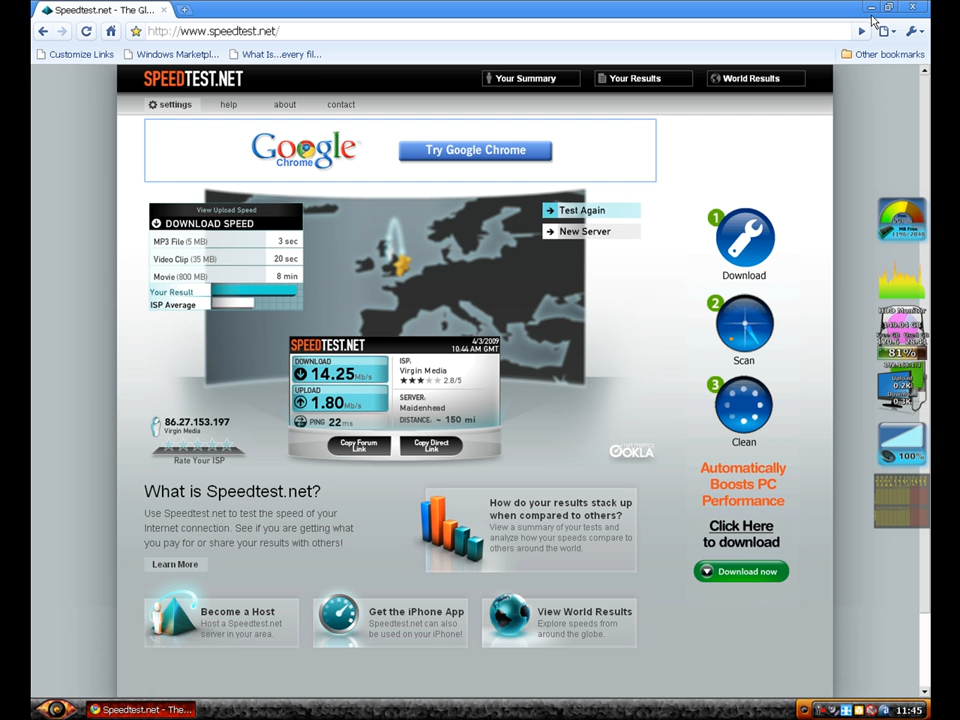 Speedtest.net - The Gl...
http://www.speedtest.net/
Customize Links
Windows Marketpl...
What Is...every fil...
Other bookmarks
SPEEDTEST.NET
Your Summary
Your Results
World Results
settings
help
about
contact
Google
Chrome
Try Google Chrome
View Upload Speed
DOWNLOAD SPEED
MP3 File (5 MB) 3 sec
Video Clip (35 MB) 20 sec
Movie (800 MB) 8 min
Your Result
ISP Average
Test Again
New Server
SPEEDTEST.NET
4/3/2009
10:44 AM GMT
DOWNLOAD
14.25 Mb/s
UPLOAD
1.80 Mb/s
PING 22 ms
ISP:
Virgin Media
2.8/5
SERVER:
Maidenhead
DISTANCE: ~ 150 mi
Copy Forum
Link
Copy Direct
Link
86.27.153.197
Virgin Media
Rate Your ISP
OOKLA
1
Download
2
Scan
3
Clean
Automatically
Boosts PC
Performance
Click Here
to download
Download now
What is Speedtest.net?
Use Speedtest.net to test the speed of your
Internet connection. See if you are getting what
you pay for or share your results with others!
Learn More
How do your results stack up
when compared to others?
View a summary of your tests and
analyze how your speeds compare to
others around the world.
Become a Host
Host a Speedtest.net
server in your area.
Get the iPhone App
Speedtest.net can also
be used on your iPhone!
View World Results
Explore speeds from
around the globe.
81%
100%
Speedtest.net - The...
11:45